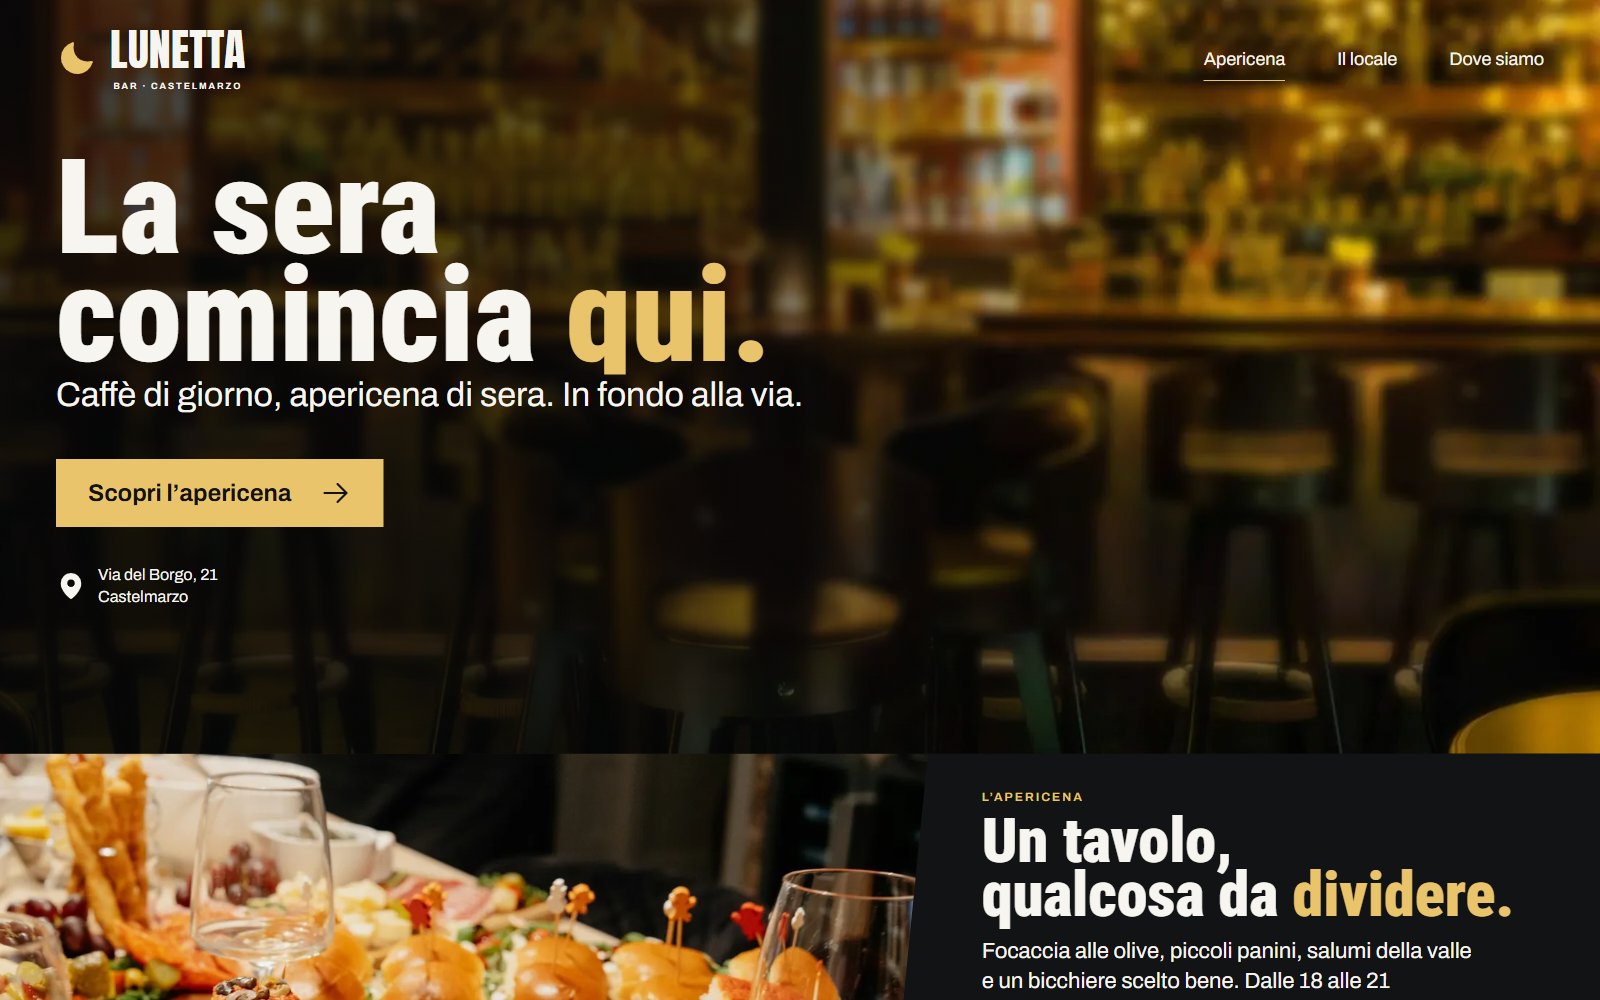 LUNETTA
BAR · CASTELMARZO
Apericena
Il locale
Dove siamo
La sera
comincia qui.
Caffè di giorno, apericena di sera. In fondo alla via.
Scopri l’apericena
Via del Borgo, 21
Castelmarzo
L’APERICENA
Un tavolo,
qualcosa da dividere.
Focaccia alle olive, piccoli panini, salumi della valle
e un bicchiere scelto bene. Dalle 18 alle 21